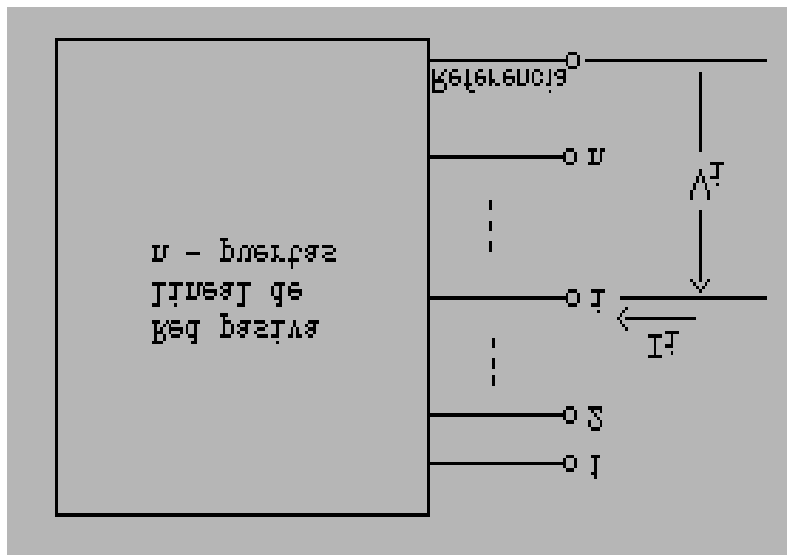 Red pasiva
lineal de
n - puertas
1
2
i
Ii
Vi
n
Referencia